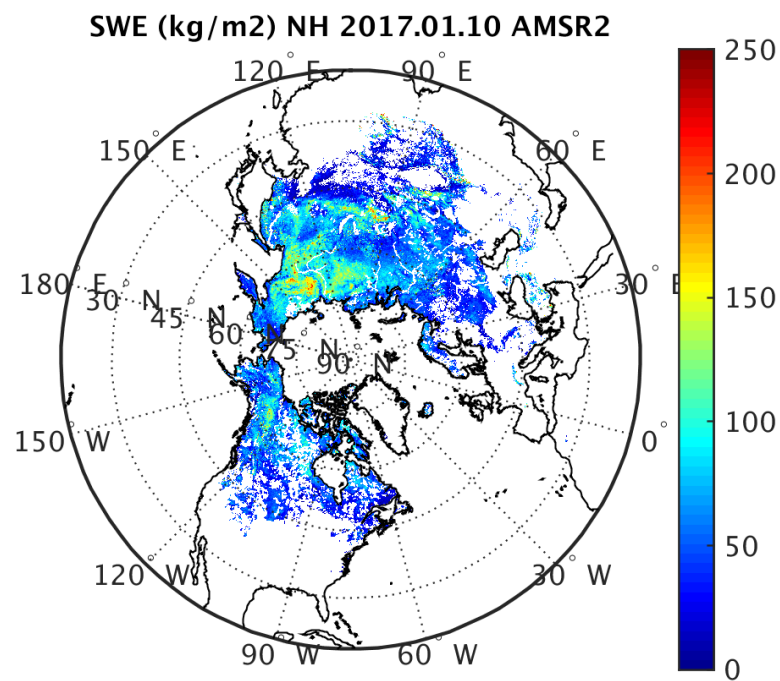 SWE (kg/m2) NH 2017.01.10 AMSR2
120° E
90° E
250
150° E
60° E
200
180° E
30° E
30° N
45° N
60° N
75° N
90° N
150
100
150° W
0°
50
120° W
30° W
90° W
60° W
0